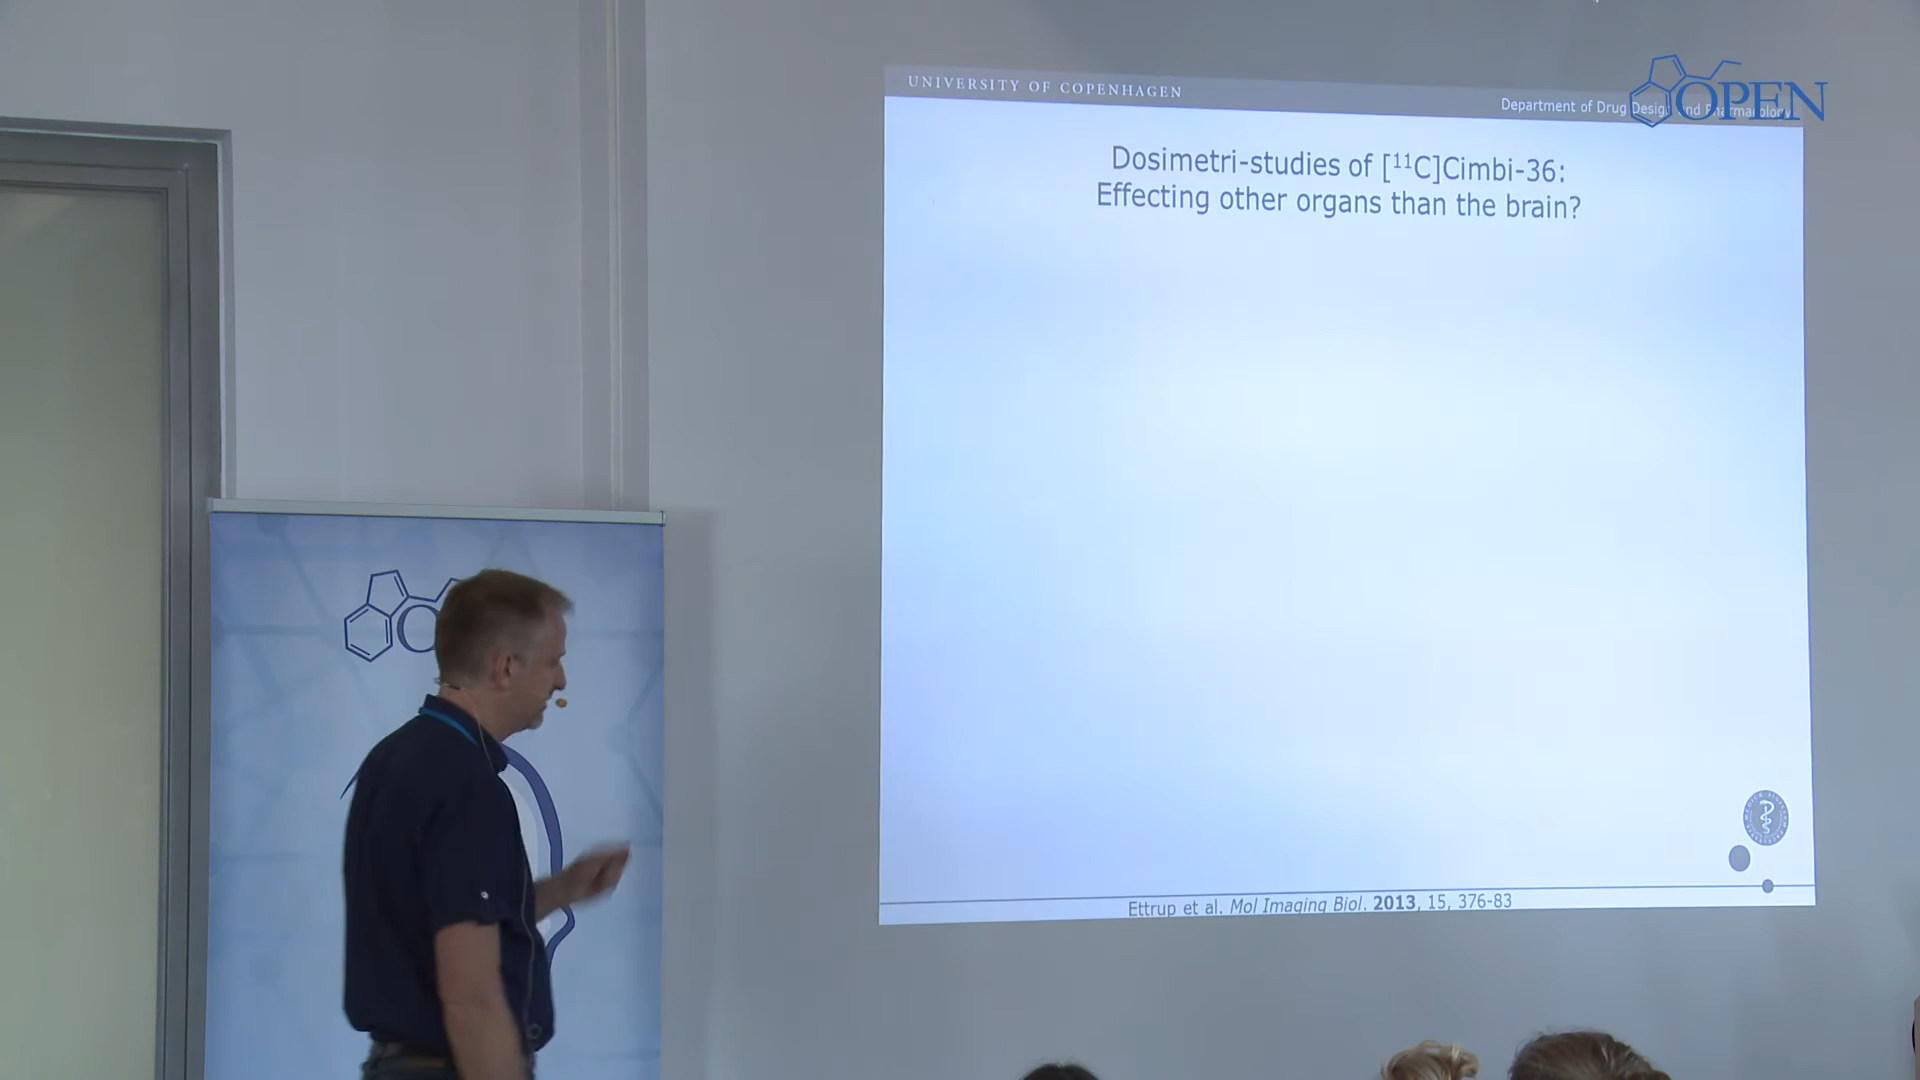 UNIVERSITY OF COPENHAGEN
Department of Drug Design and Pharmacology
OPEN
Dosimetri-studies of [¹¹C]Cimbi-36:
Effecting other organs than the brain?
O
Ettrup et al. Mol Imaging Biol. 2013, 15, 376-83